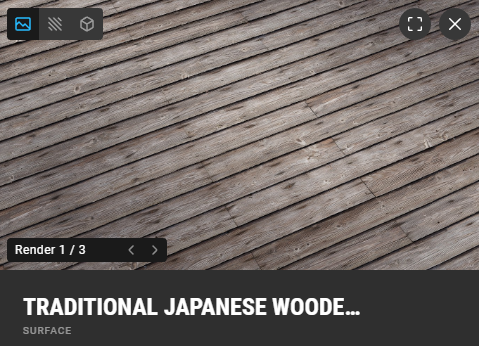 Render 1 / 3
TRADITIONAL JAPANESE WOODE...
SURFACE